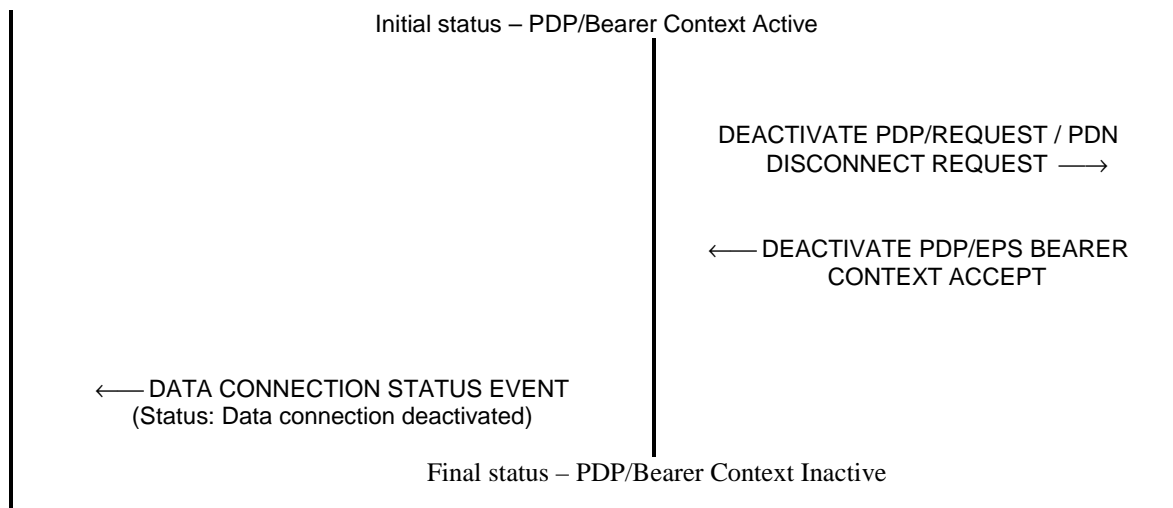 Initial status – PDP/Bearer Context Active
DEACTIVATE PDP/REQUEST / PDN
DISCONNECT REQUEST ⟶
⟵ DEACTIVATE PDP/EPS BEARER
CONTEXT ACCEPT
⟵ DATA CONNECTION STATUS EVENT
(Status: Data connection deactivated)
Final status – PDP/Bearer Context Inactive